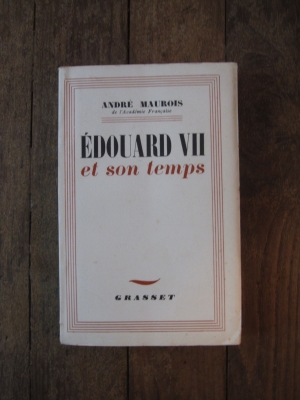 ANDRÉ MAUROIS
de l'Académie Française
ÉDOUARD VII
et son temps
GRASSET